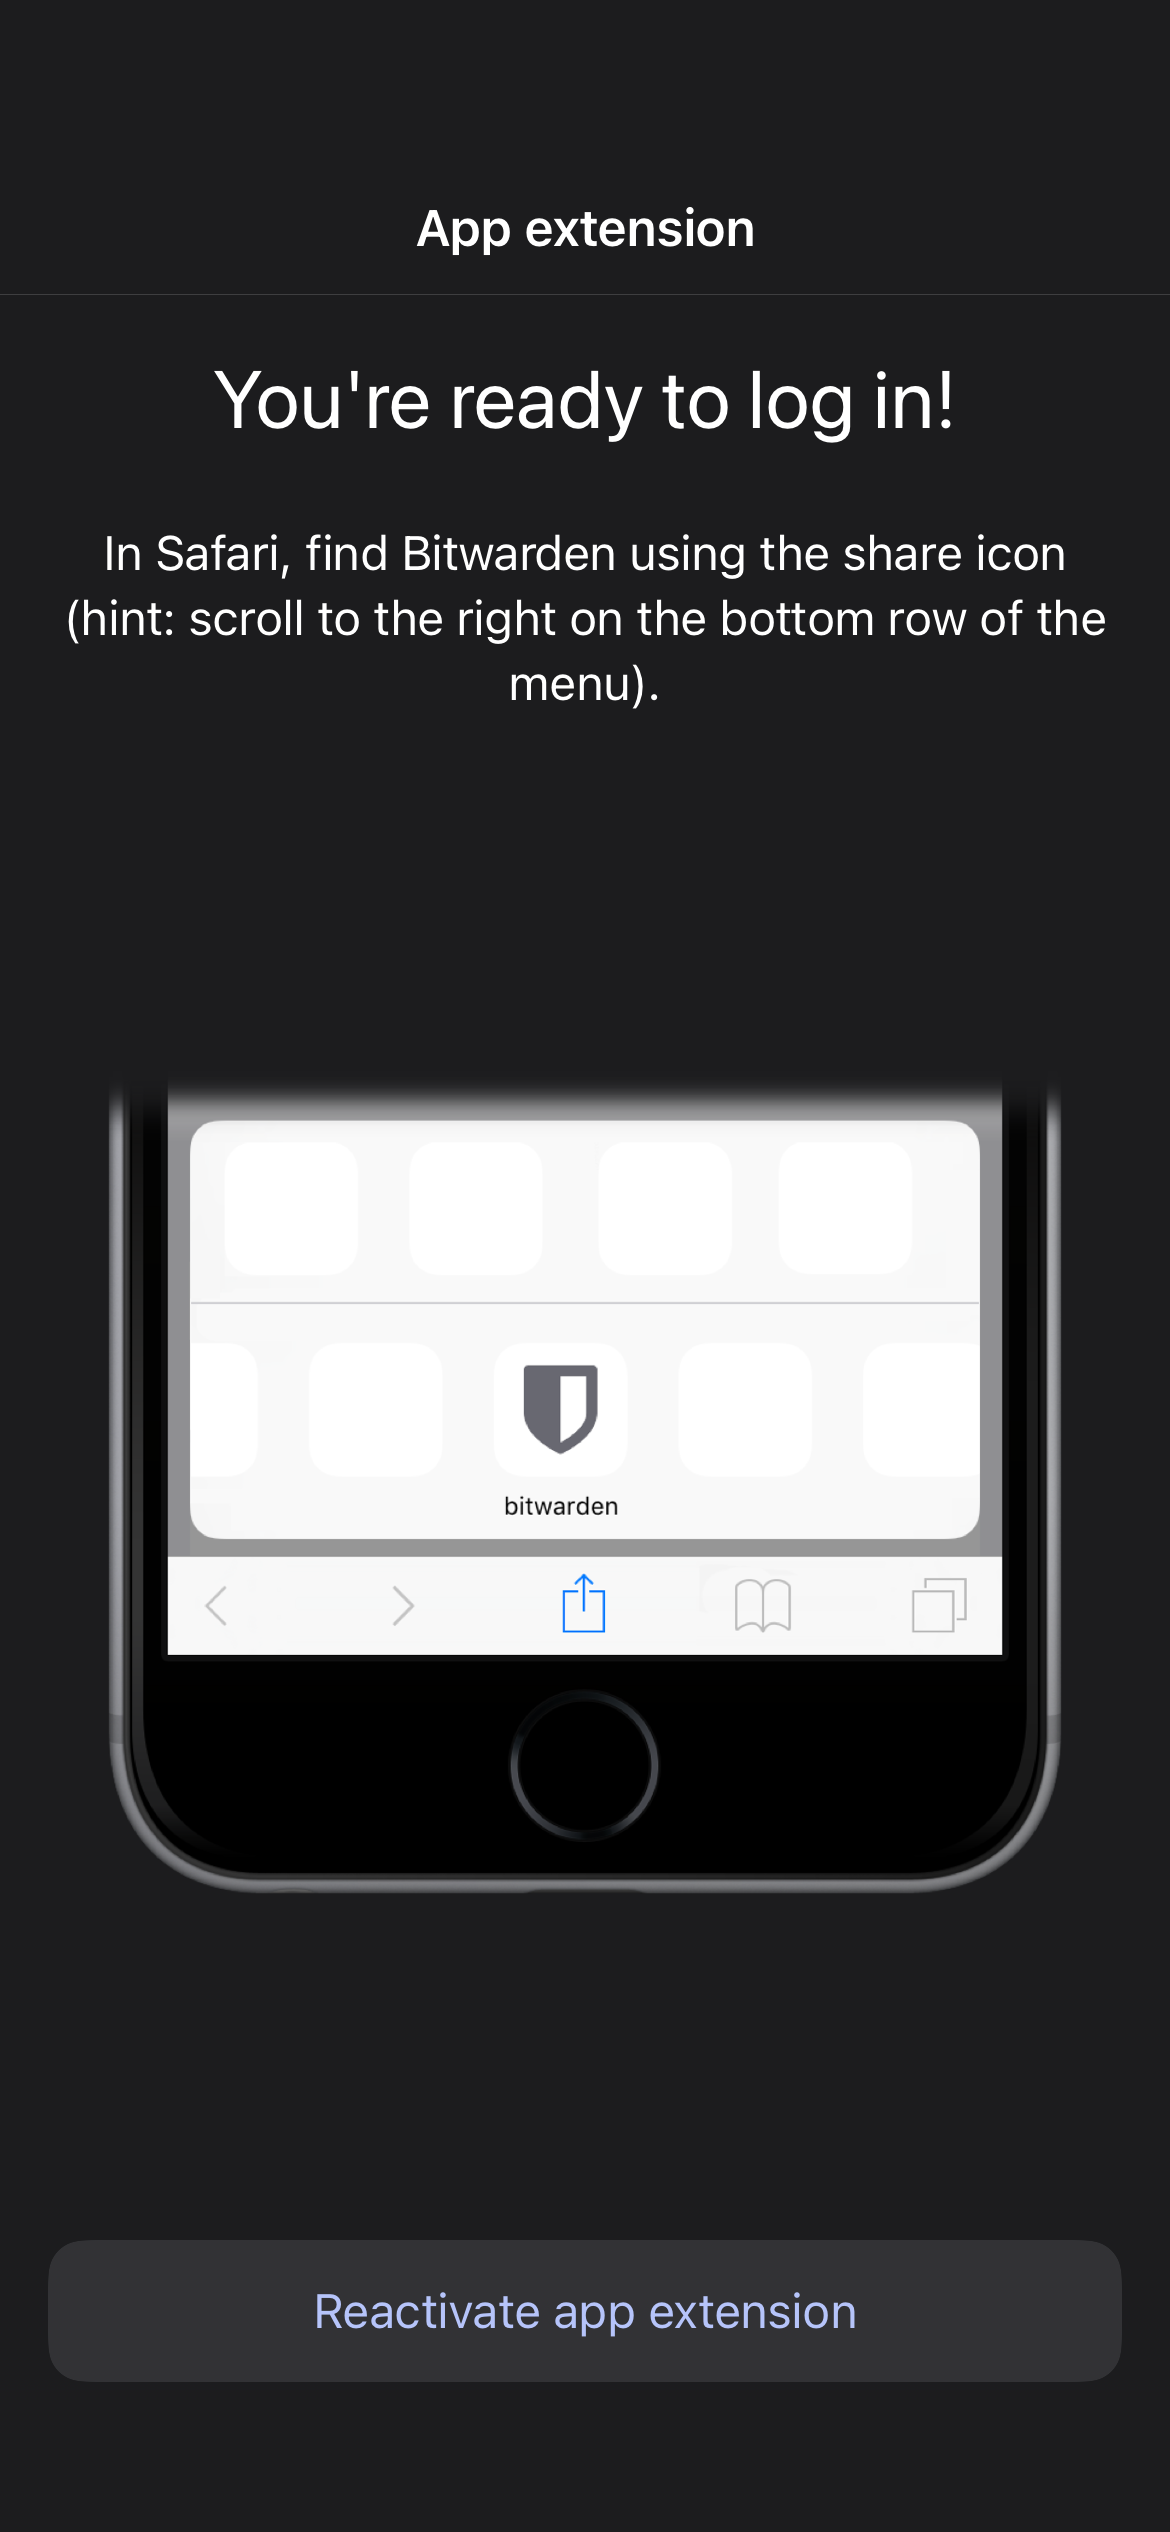 App extension
You're ready to log in!
In Safari, find Bitwarden using the share icon
(hint: scroll to the right on the bottom row of the
menu).
bitwarden
Reactivate app extension